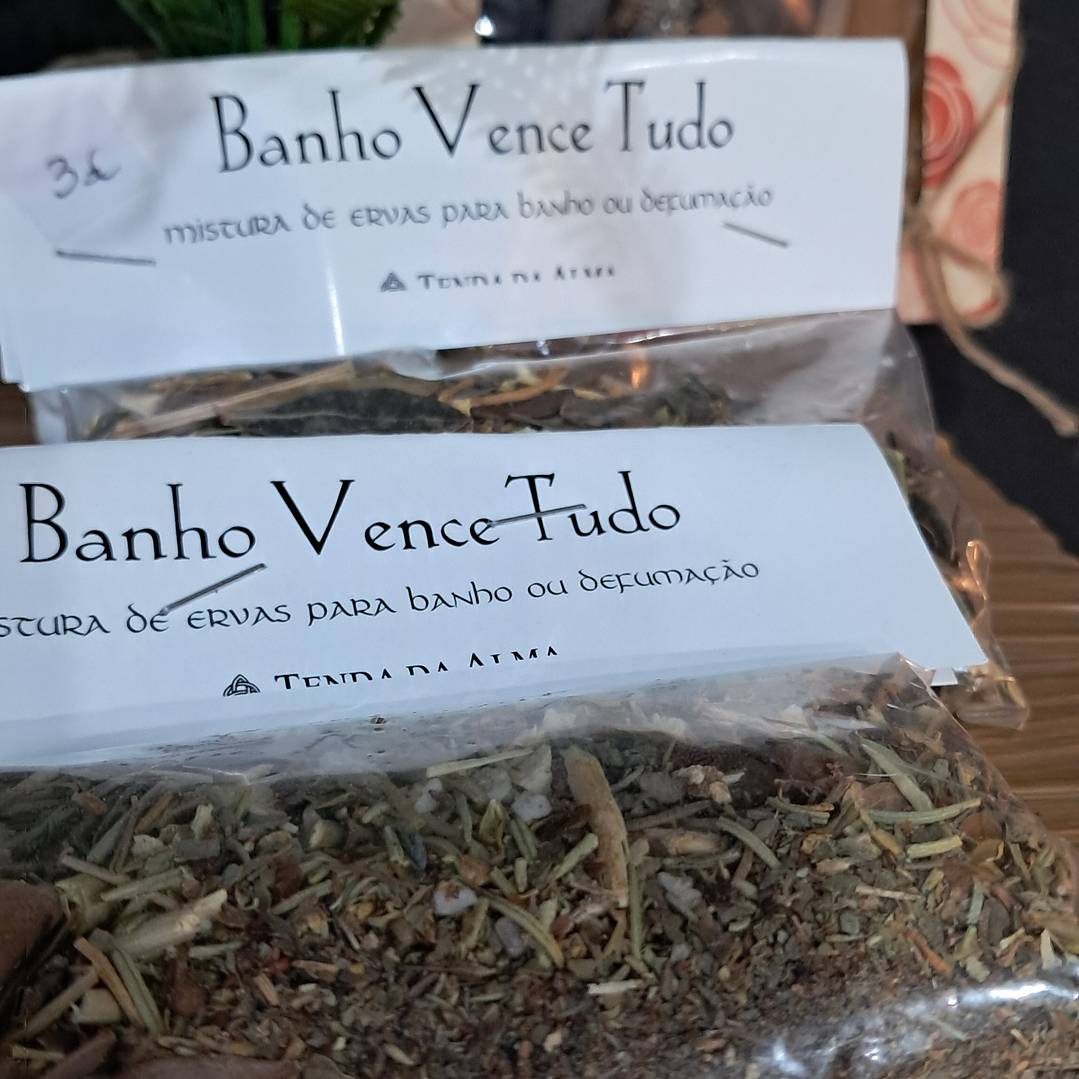 Banho Vence Tudo
3£
mistura de ervas para banho ou defumação
Tenda da Alma
Banho Vence Tudo
stura de ervas para banho ou defumação
Tenda da Alma